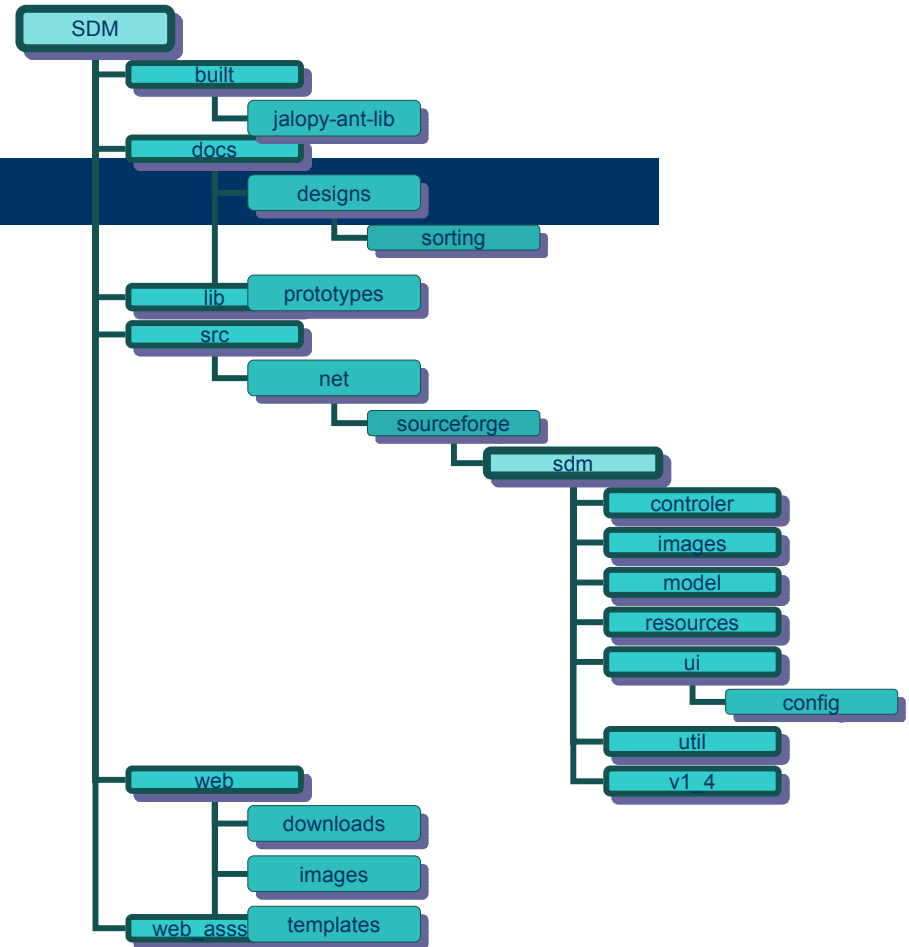 SDM
built
jalopy-ant-lib
docs
designs
sorting
lib
prototypes
src
net
sourceforge
sdm
controler
images
model
resources
ui
config
util
v1_4
web
downloads
images
web_asss
templates